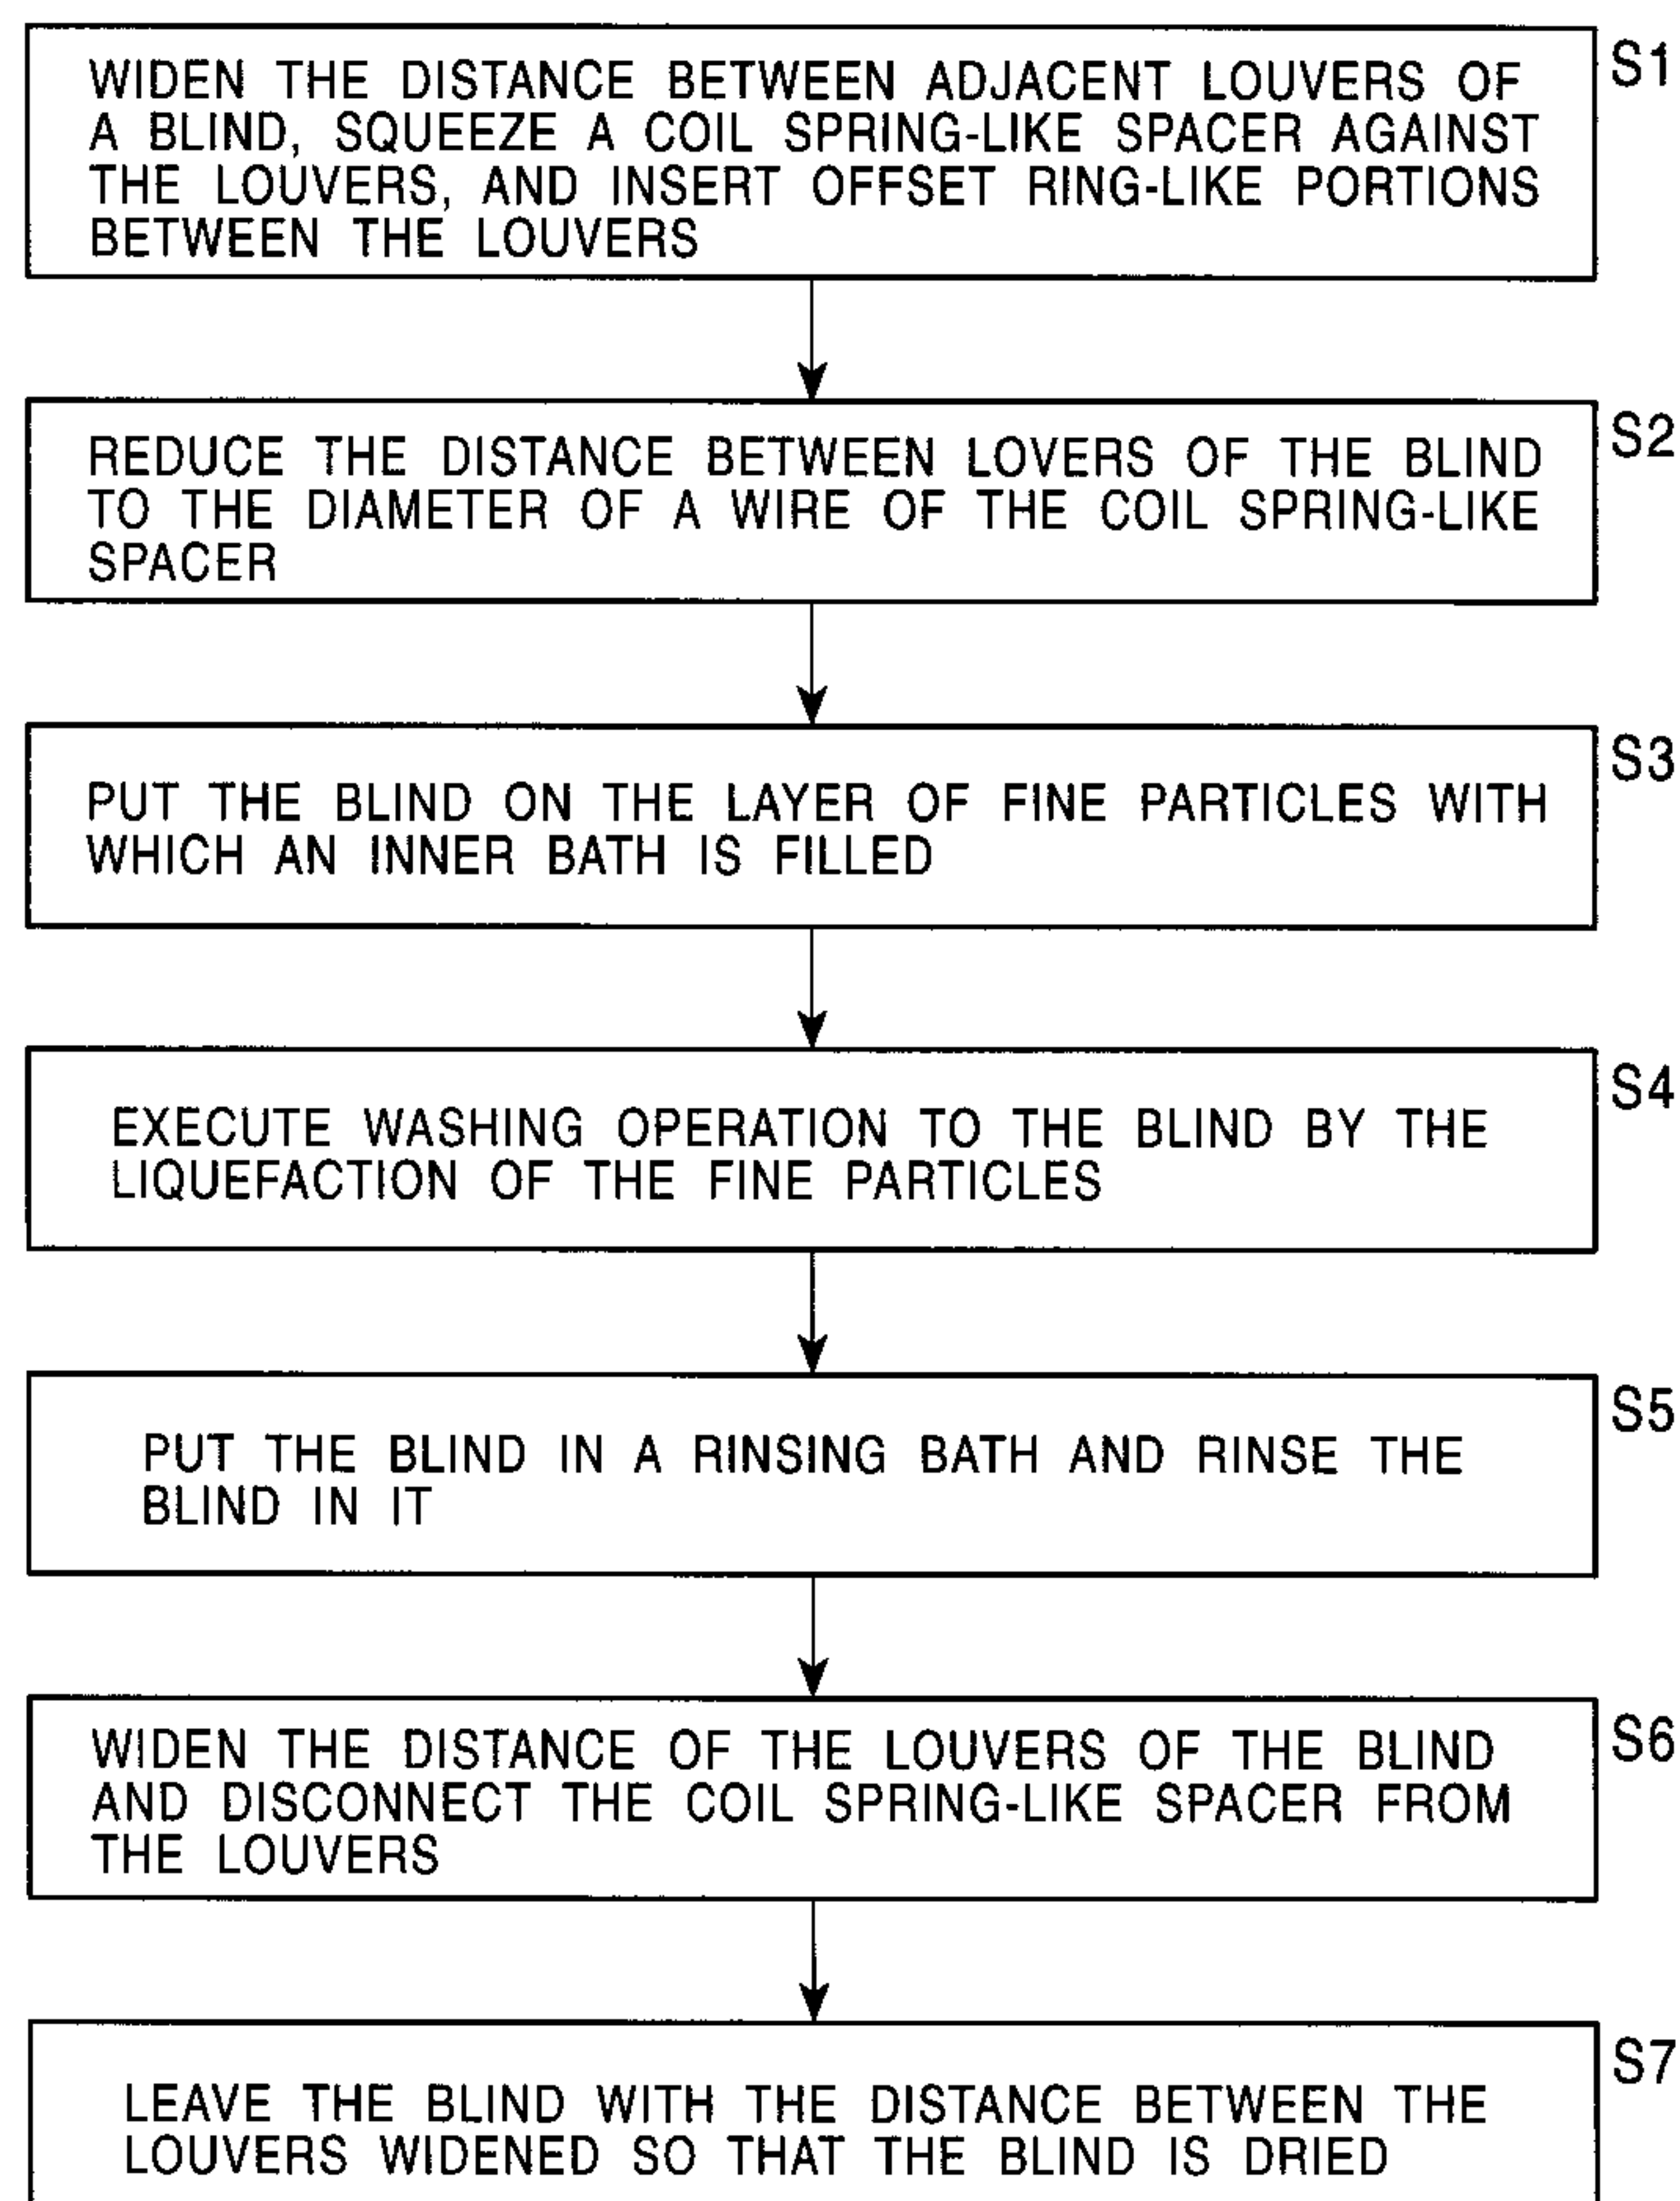 S1
WIDEN THE DISTANCE BETWEEN ADJACENT LOUVERS OF
A BLIND, SQUEEZE A COIL SPRING-LIKE SPACER AGAINST
THE LOUVERS, AND INSERT OFFSET RING-LIKE PORTIONS
BETWEEN THE LOUVERS
S2
REDUCE THE DISTANCE BETWEEN LOVERS OF THE BLIND
TO THE DIAMETER OF A WIRE OF THE COIL SPRING-LIKE
SPACER
S3
PUT THE BLIND ON THE LAYER OF FINE PARTICLES WITH
WHICH AN INNER BATH IS FILLED
S4
EXECUTE WASHING OPERATION TO THE BLIND BY THE
LIQUEFACTION OF THE FINE PARTICLES
S5
PUT THE BLIND IN A RINSING BATH AND RINSE THE
BLIND IN IT
S6
WIDEN THE DISTANCE OF THE LOUVERS OF THE BLIND
AND DISCONNECT THE COIL SPRING-LIKE SPACER FROM
THE LOUVERS
S7
LEAVE THE BLIND WITH THE DISTANCE BETWEEN THE
LOUVERS WIDENED SO THAT THE BLIND IS DRIED